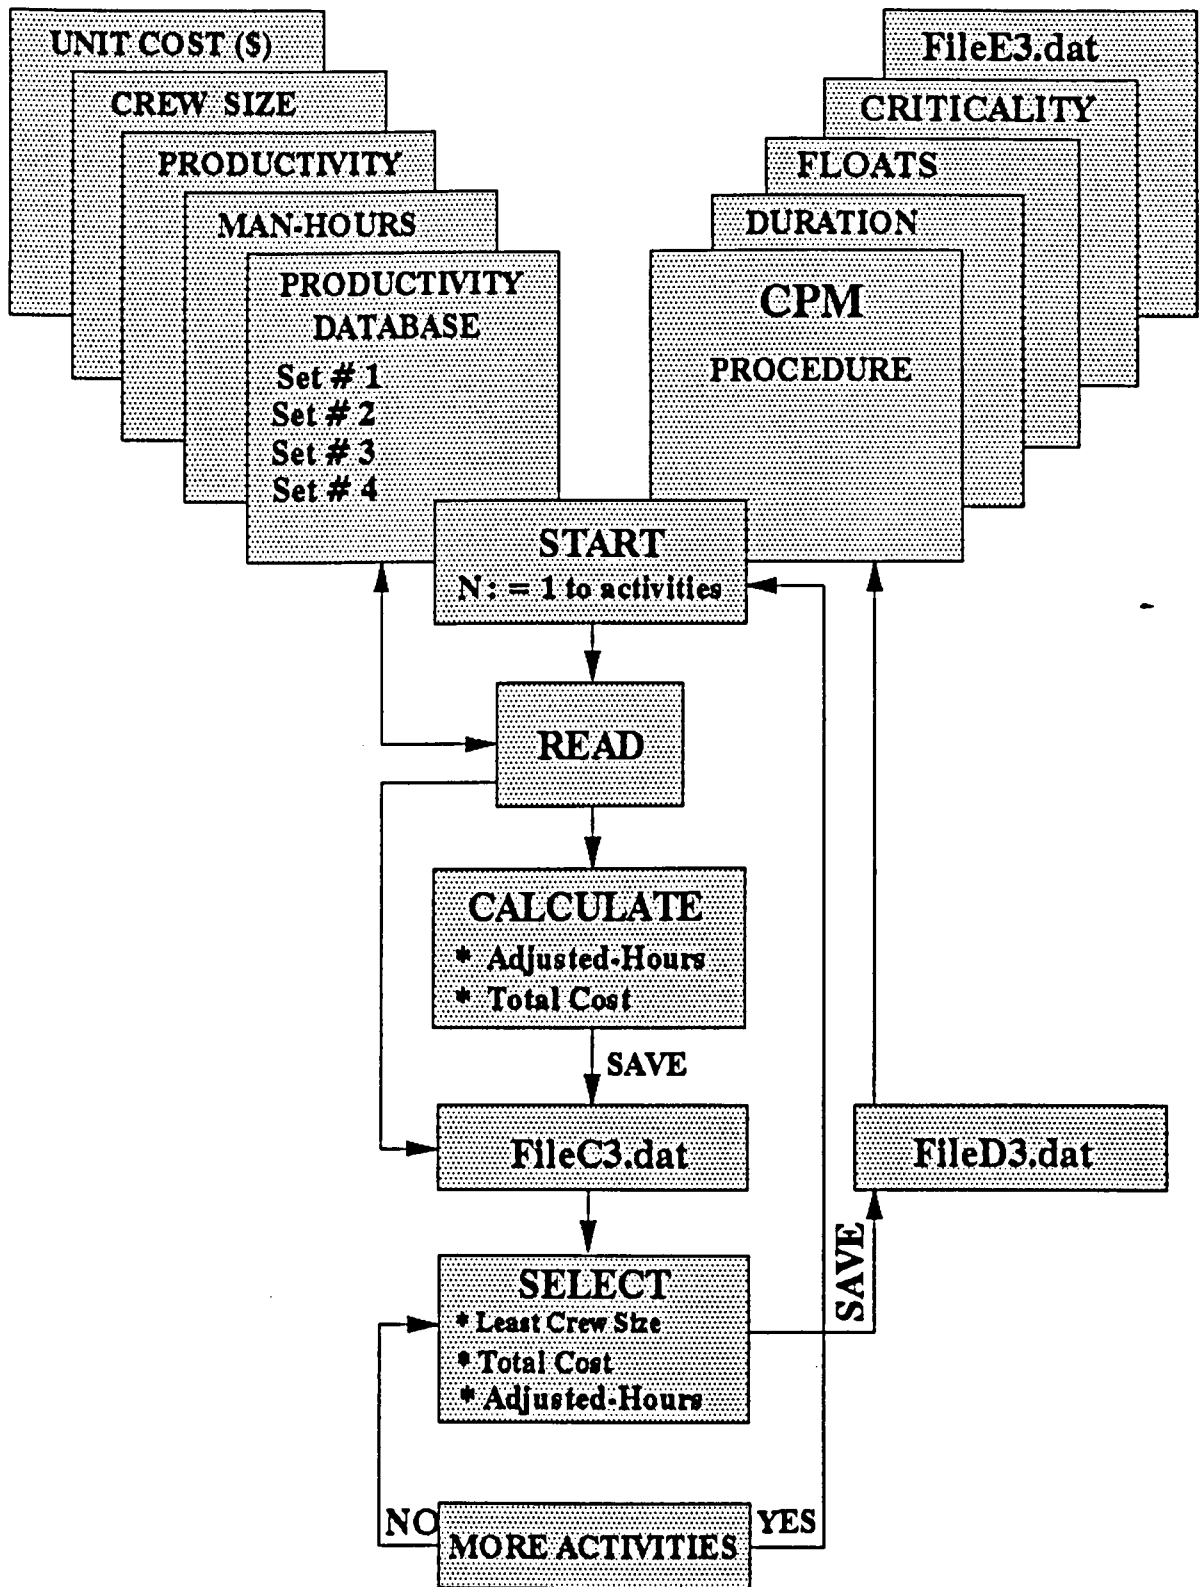 UNIT COST ($)
CREW SIZE
PRODUCTIVITY
MAN-HOURS
PRODUCTIVITY
DATABASE
Set # 1
Set # 2
Set # 3
Set # 4
FileE3.dat
CRITICALITY
FLOATS
DURATION
CPM
PROCEDURE
START
N: = 1 to activities
READ
CALCULATE
* Adjusted-Hours
* Total Cost
SAVE
FileC3.dat
FileD3.dat
SAVE
SELECT
* Least Crew Size
* Total Cost
* Adjusted-Hours
NO
MORE ACTIVITIES
YES